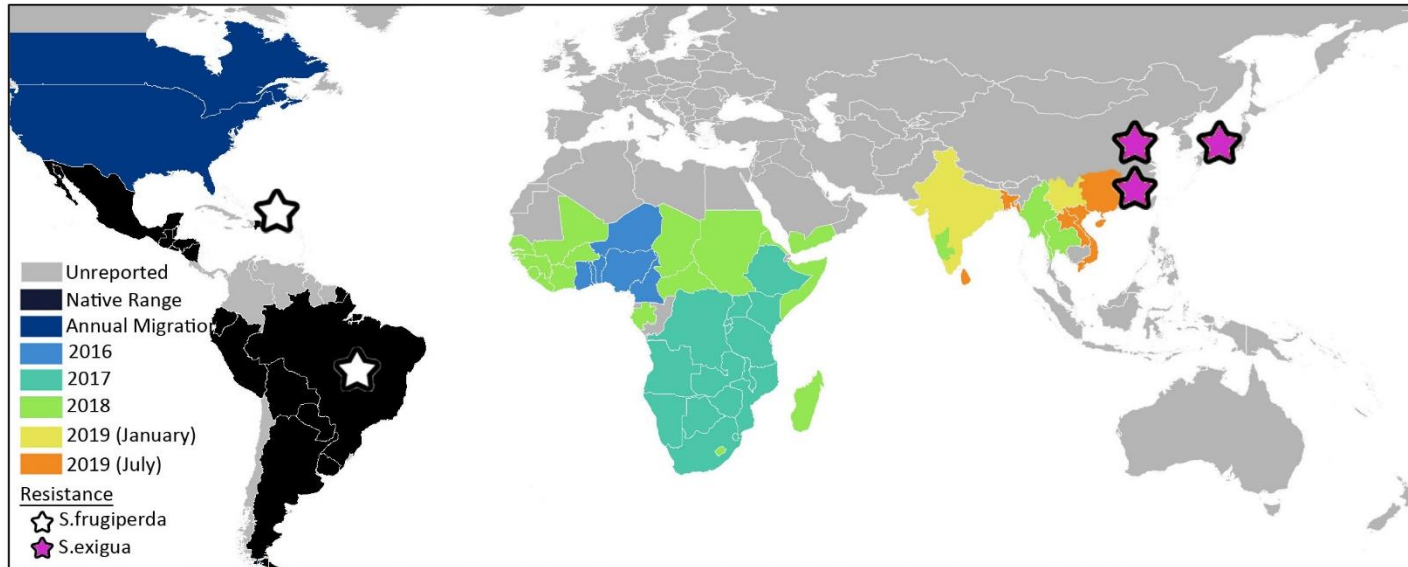 Unreported
Native Range
Annual Migration
2016
2017
2018
2019 (January)
2019 (July)
Resistance
S.frugiperda
S.exigua